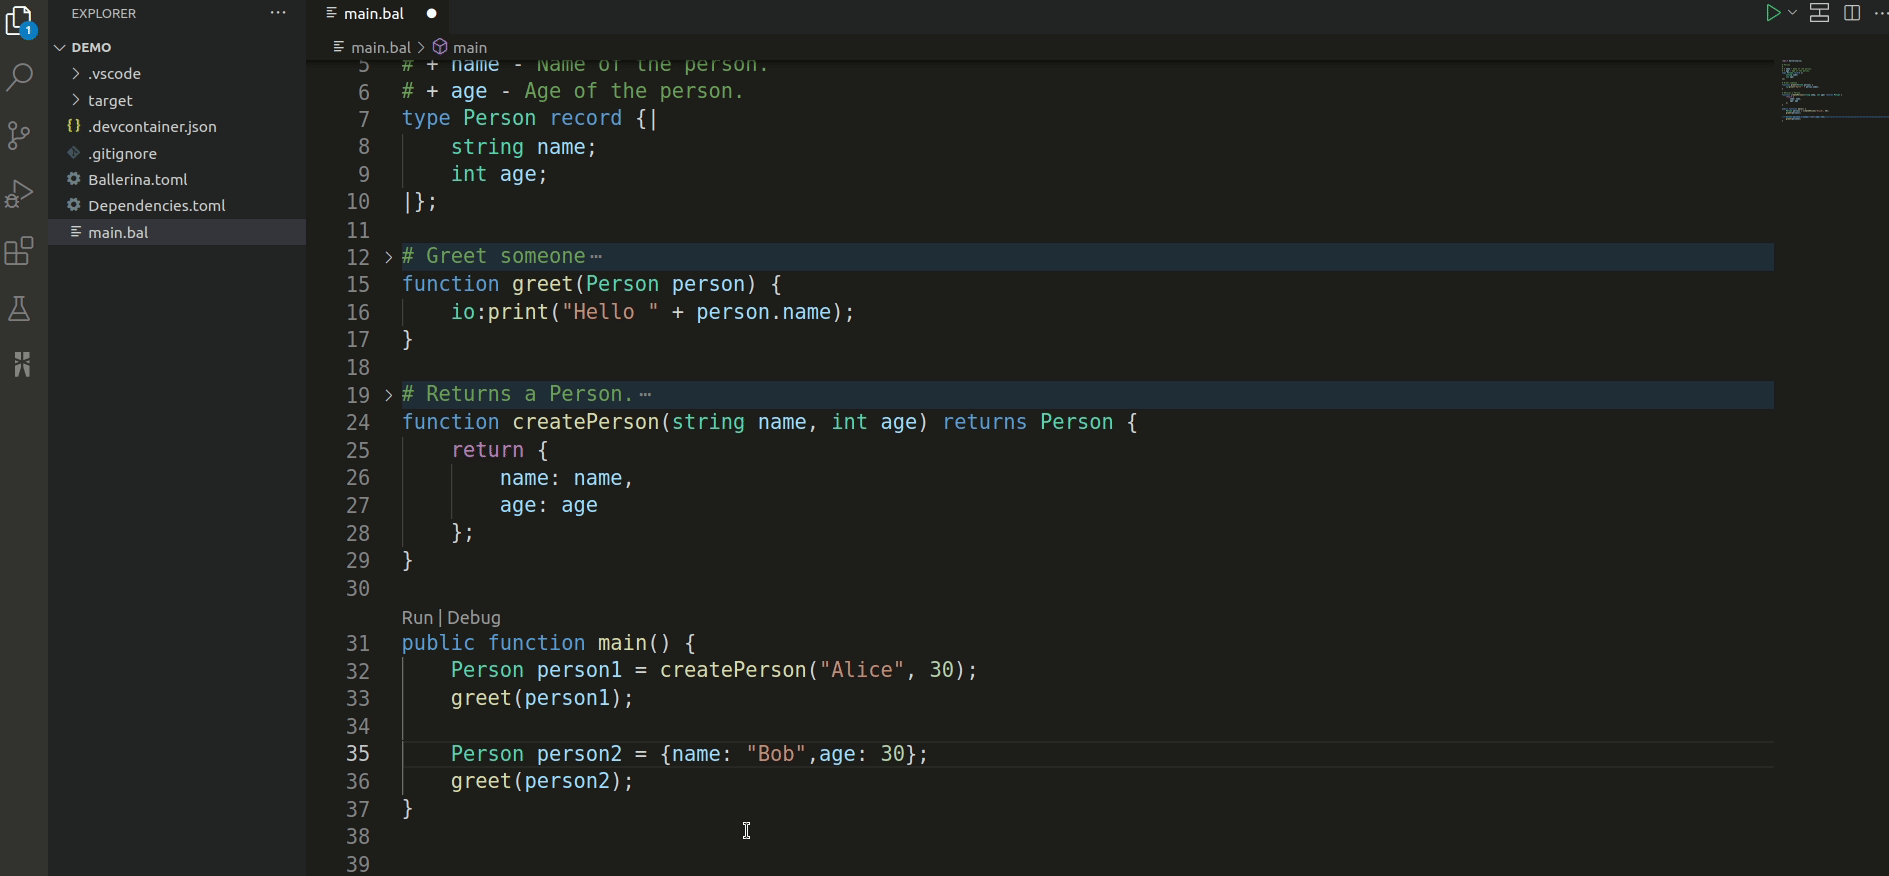 EXPLORER ···
1
DEMO
.vscode
target
{} .devcontainer.json
.gitignore
Ballerina.toml
Dependencies.toml
main.bal
main.bal
main.bal > main
5 # + name - Name of the person.
6 # + age - Age of the person.
7 type Person record {|
8 string name;
9 int age;
10 |};
11
12 # Greet someone⋯
15 function greet(Person person) {
16 io:print("Hello " + person.name);
17 }
18
19 # Returns a Person.⋯
24 function createPerson(string name, int age) returns Person {
25 return {
26 name: name,
27 age: age
28 };
29 }
30
Run | Debug
31 public function main() {
32 Person person1 = createPerson("Alice", 30);
33 greet(person1);
34
35 Person person2 = {name: "Bob",age: 30};
36 greet(person2);
37 }
38
39